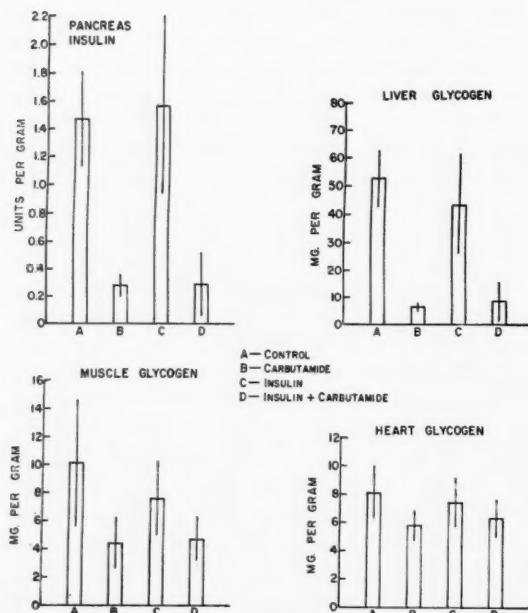 PANCREAS
INSULIN
UNITS PER GRAM
2.2
2.0
1.8
1.6
1.4
1.2
1.0
0.8
0.6
0.4
0.2
0
A B C D
LIVER GLYCOGEN
MG. PER GRAM
80
70
60
50
40
30
20
10
0
A B C D
A — CONTROL
B — CARBUTAMIDE
C — INSULIN
D — INSULIN + CARBUTAMIDE
MUSCLE GLYCOGEN
MG. PER GRAM
16
14
12
10
8
6
4
2
0
A B C D
HEART GLYCOGEN
MG. PER GRAM
12
10
8
6
4
2
0
A B C D